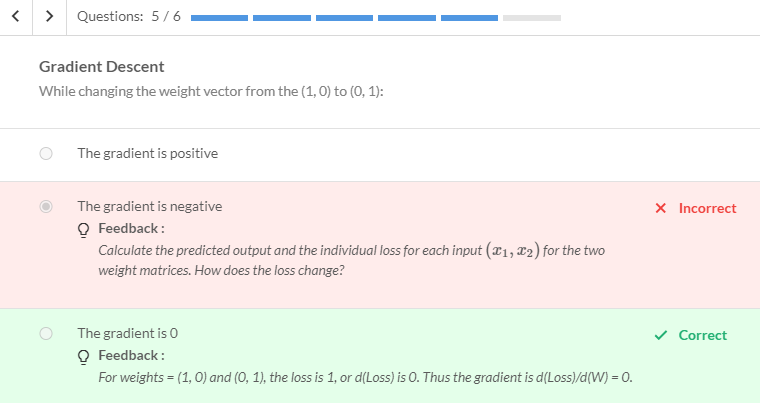 Questions: 5 / 6
Gradient Descent
While changing the weight vector from the (1, 0) to (0, 1):
The gradient is positive
The gradient is negative
Incorrect
Feedback :
Calculate the predicted output and the individual loss for each input (x₁, x₂) for the two
weight matrices. How does the loss change?
The gradient is 0
Correct
Feedback :
For weights = (1, 0) and (0, 1), the loss is 1, or d(Loss) is 0. Thus the gradient is d(Loss)/d(W) = 0.